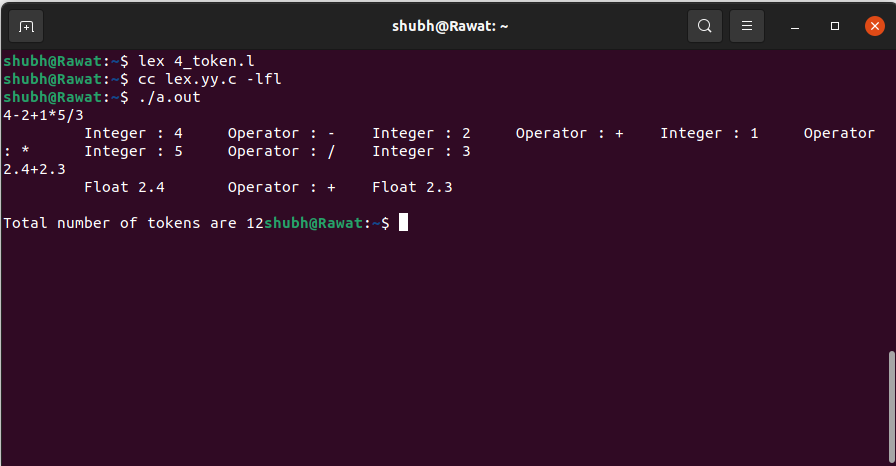 shubh@Rawat: ~
shubh@Rawat:~$ lex 4_token.l
shubh@Rawat:~$ cc lex.yy.c -lfl
shubh@Rawat:~$ ./a.out
4-2+1*5/3
Integer : 4 Operator : - Integer : 2 Operator : + Integer : 1 Operator
: * Integer : 5 Operator : / Integer : 3
2.4+2.3
Float 2.4 Operator : + Float 2.3
Total number of tokens are 12shubh@Rawat:~$